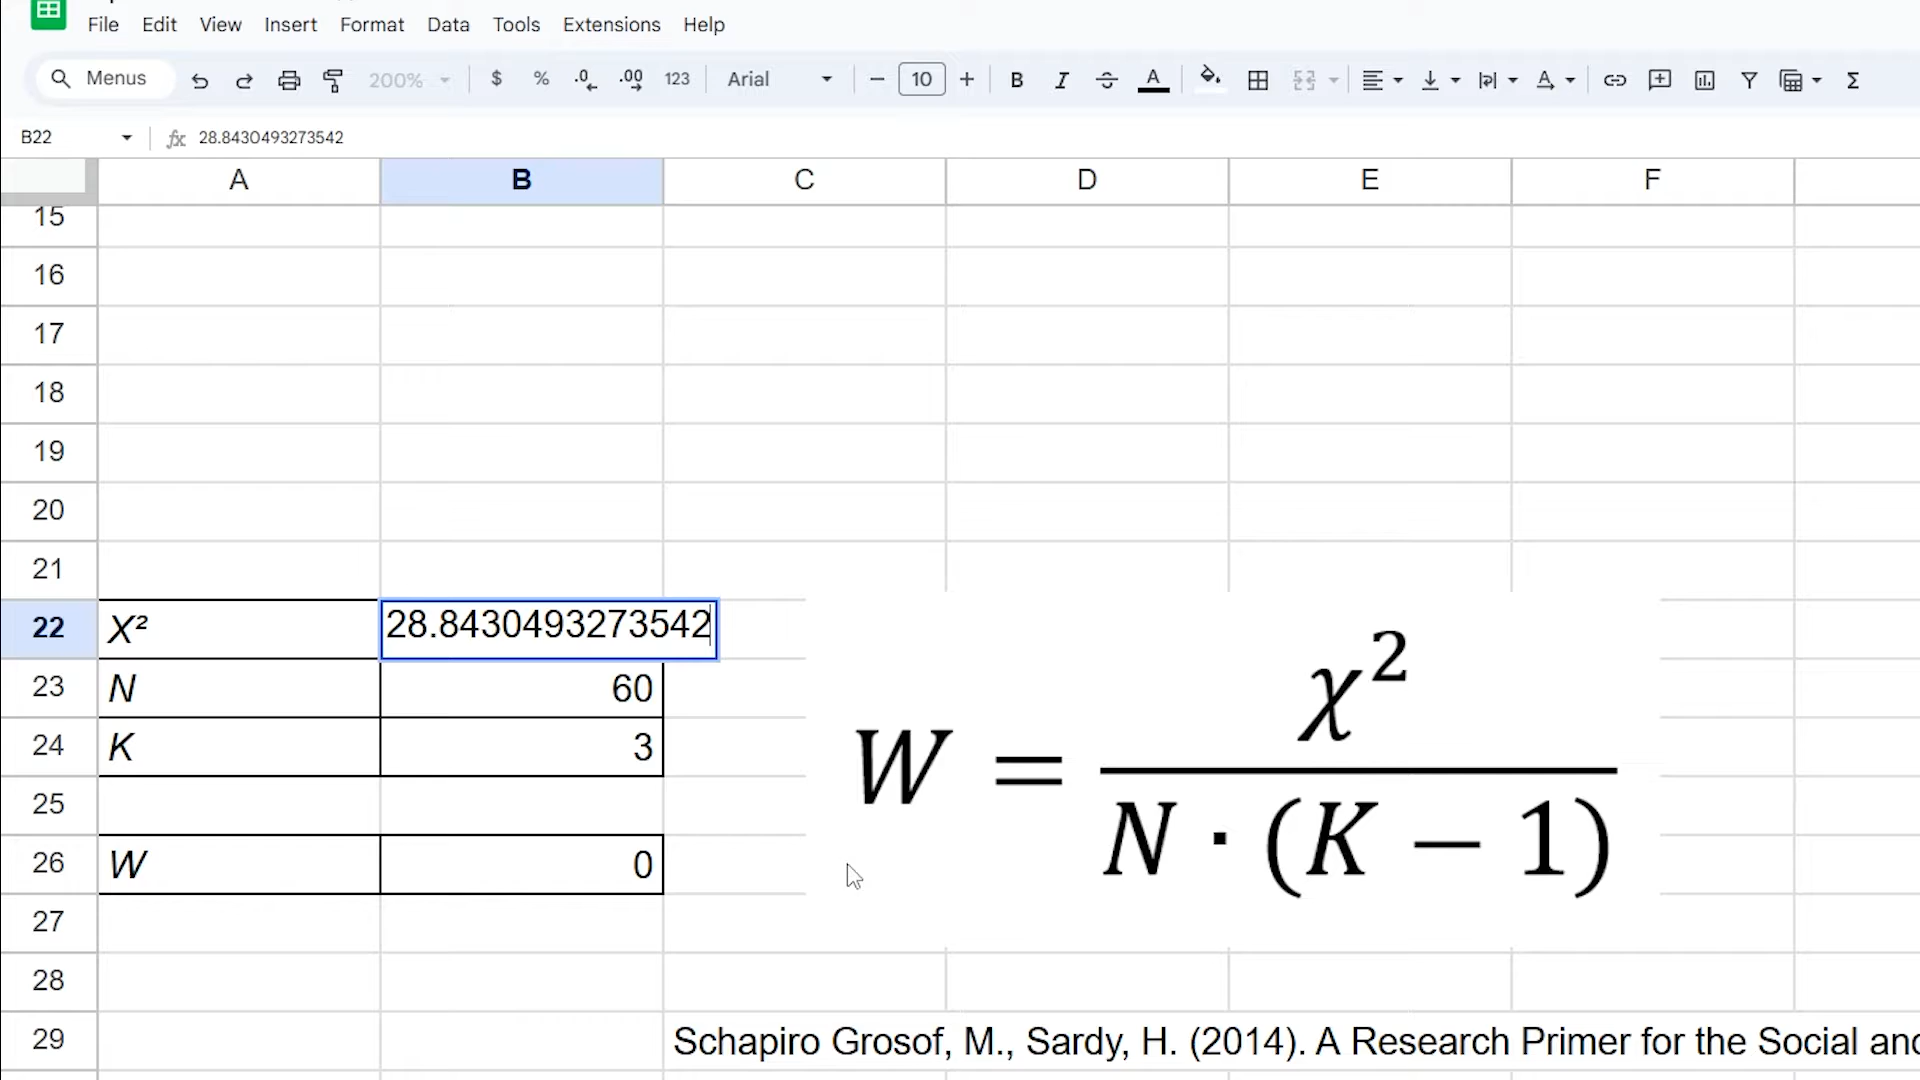 File Edit View Insert Format Data Tools Extensions Help
Menus 200% $ % .0 .00 123 Arial − 10 + B I S A Σ
B22 fx 28.8430493273542
A B C D E F
15
16
17
18
19
20
21
22 X² 28.8430493273542
23 N 60
24 K 3
25
26 W 0
27
28
29 Schapiro Grosof, M., Sardy, H. (2014). A Research Primer for the Social
W = χ² / N · (K − 1)